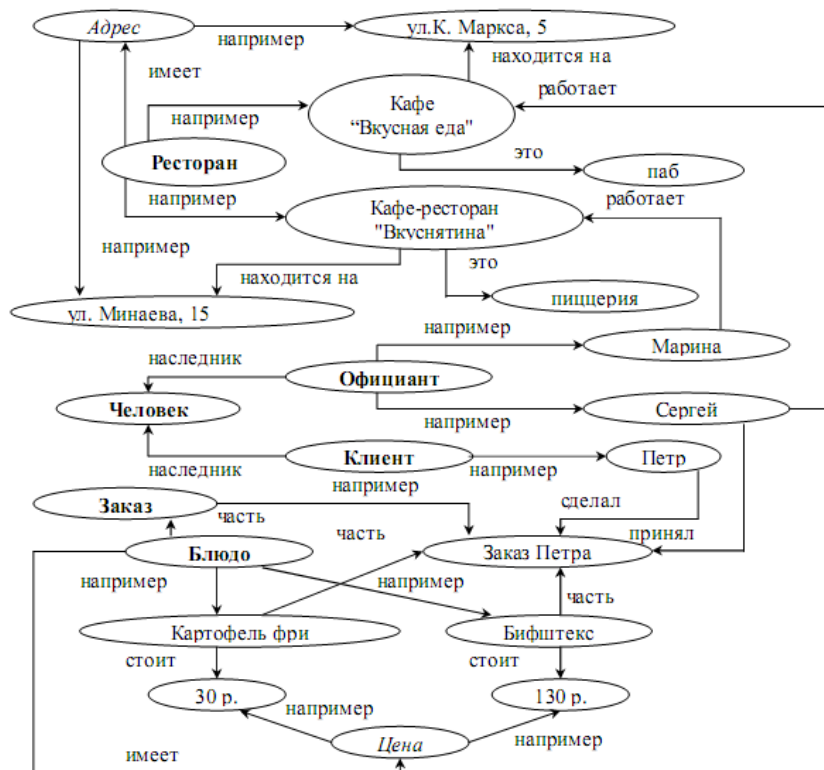 Адрес
например
ул.К. Маркса, 5
имеет
находится на
работает
например
Кафе
“Вкусная еда"
Ресторан
это
паб
например
Кафе-ресторан
"Вкуснятина"
работает
например
находится на
это
ул. Минаева, 15
пиццерия
например
Марина
наследник
Официант
Человек
например
Сергей
наследник
Клиент
например
Петр
например
Заказ
часть
сделал
часть
принял
Блюдо
Заказ Петра
например
например
часть
Картофель фри
Бифштекс
стоит
стоит
30 р.
130 р.
например
Цена
например
имеет